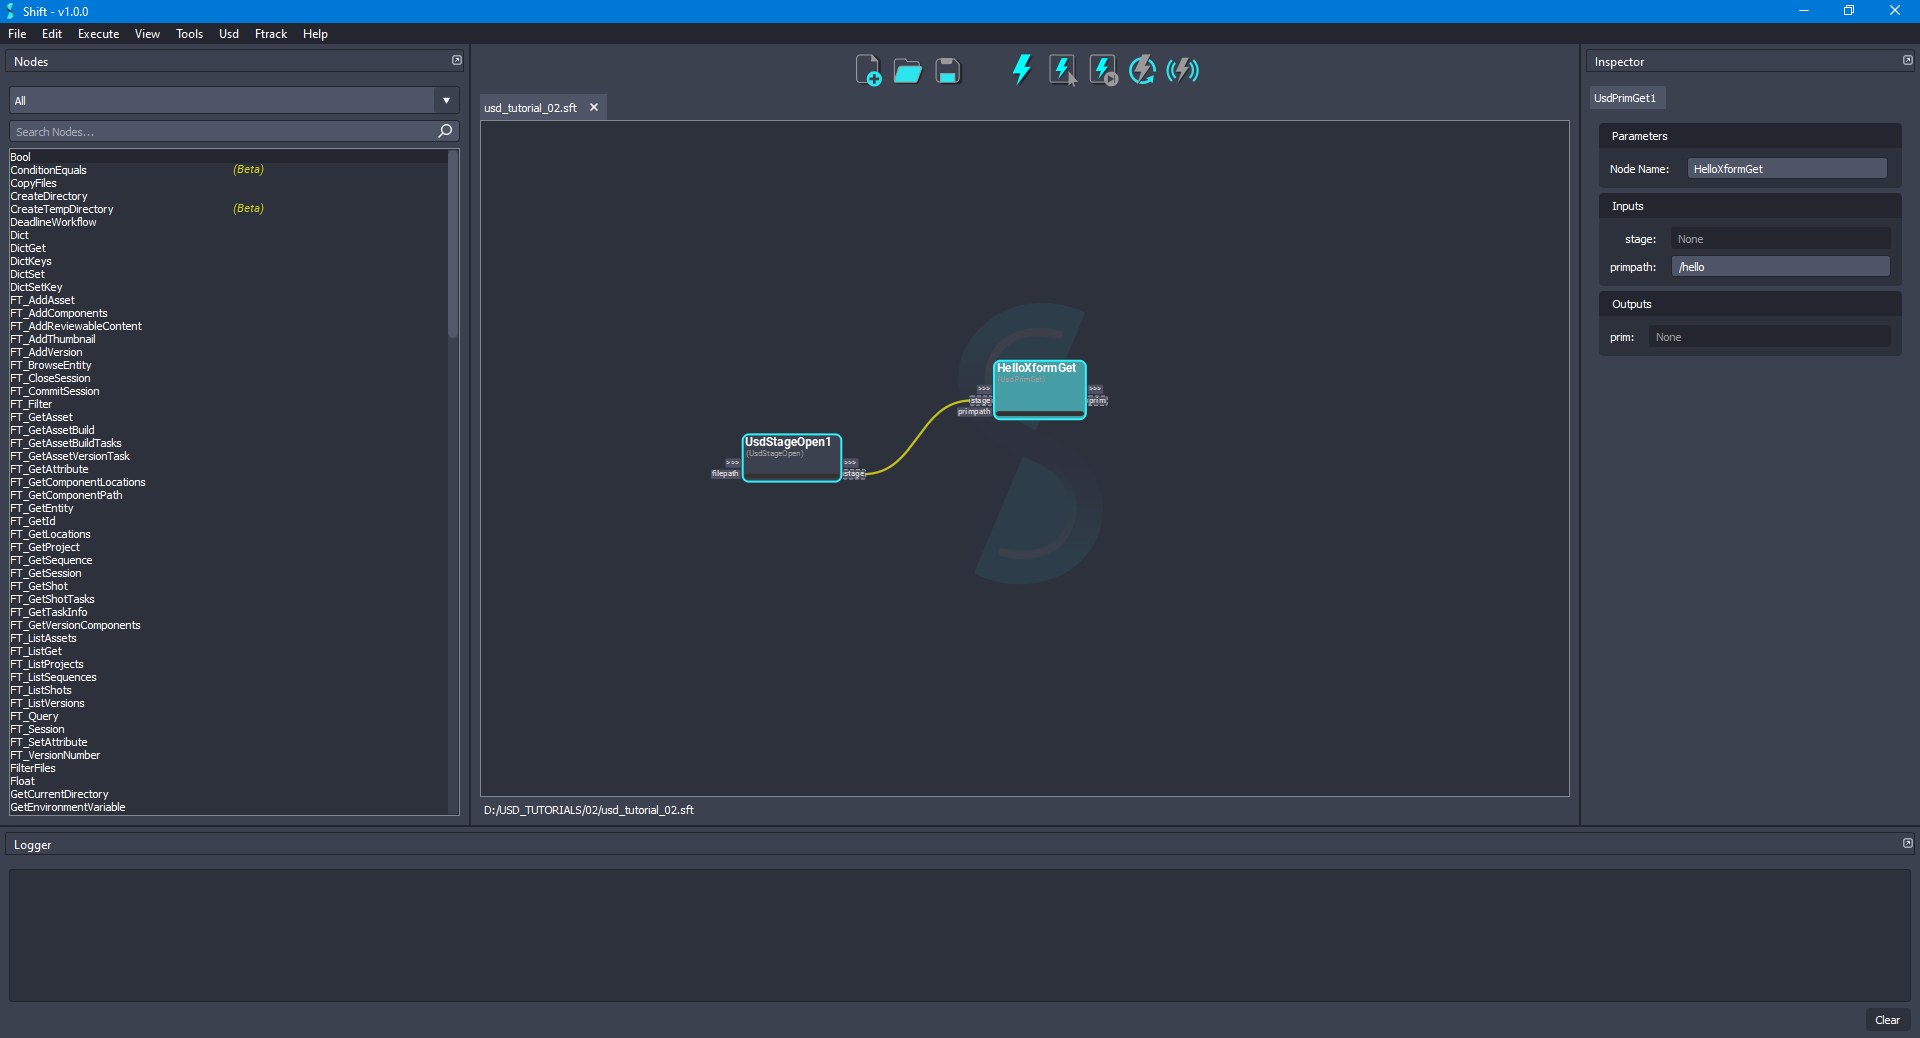 Shift - v1.0.0
File Edit Execute View Tools Usd Ftrack Help
Nodes
All
Search Nodes...
Bool
ConditionEquals (Beta)
CopyFiles
CreateDirectory
CreateTempDirectory (Beta)
DeadlineWorkflow
Dict
DictGet
DictKeys
DictSet
DictSetKey
FT_AddAsset
FT_AddComponents
FT_AddReviewableContent
FT_AddThumbnail
FT_AddVersion
FT_BrowseEntity
FT_CloseSession
FT_CommitSession
FT_Filter
FT_GetAsset
FT_GetAssetBuild
FT_GetAssetBuildTasks
FT_GetAssetVersionTask
FT_GetAttribute
FT_GetComponentLocations
FT_GetComponentPath
FT_GetEntity
FT_GetId
FT_GetLocations
FT_GetProject
FT_GetSequence
FT_GetSession
FT_GetShot
FT_GetShotTasks
FT_GetTaskInfo
FT_GetVersionComponents
FT_ListAssets
FT_ListGet
FT_ListProjects
FT_ListSequences
FT_ListShots
FT_ListVersions
FT_Query
FT_Session
FT_SetAttribute
FT_VersionNumber
FilterFiles
Float
GetCurrentDirectory
GetEnvironmentVariable
usd_tutorial_02.sft
HelloXformGet
(UsdPrimGet)
>>> >>>
stage prim
primpath
UsdStageOpen1
(UsdStageOpen)
>>> >>>
filepath stage
D:/USD_TUTORIALS/02/usd_tutorial_02.sft
Inspector
UsdPrimGet1
Parameters
Node Name: HelloXformGet
Inputs
stage: None
primpath: /hello
Outputs
prim: None
Logger
Clear